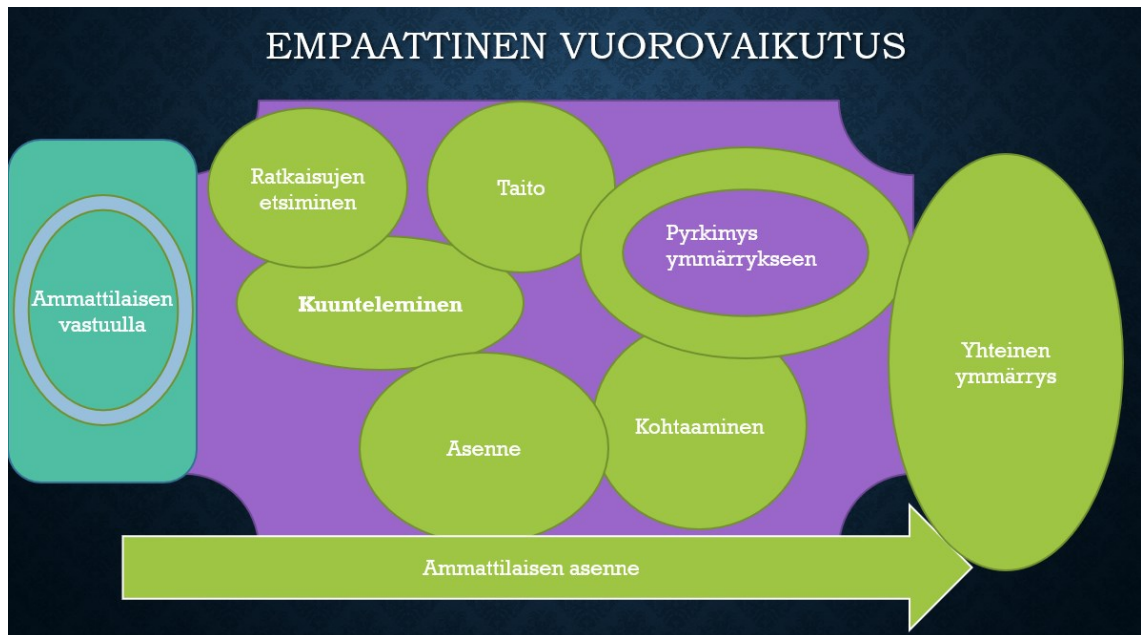 EMPAATTINEN VUOROVAIKUTUS
Ammattilaisen
vastuulla
Ratkaisujen
etsiminen
Taito
Pyrkimys
ymmärrykseen
Kuunteleminen
Asenne
Kohtaaminen
Yhteinen
ymmärrys
Ammattilaisen asenne